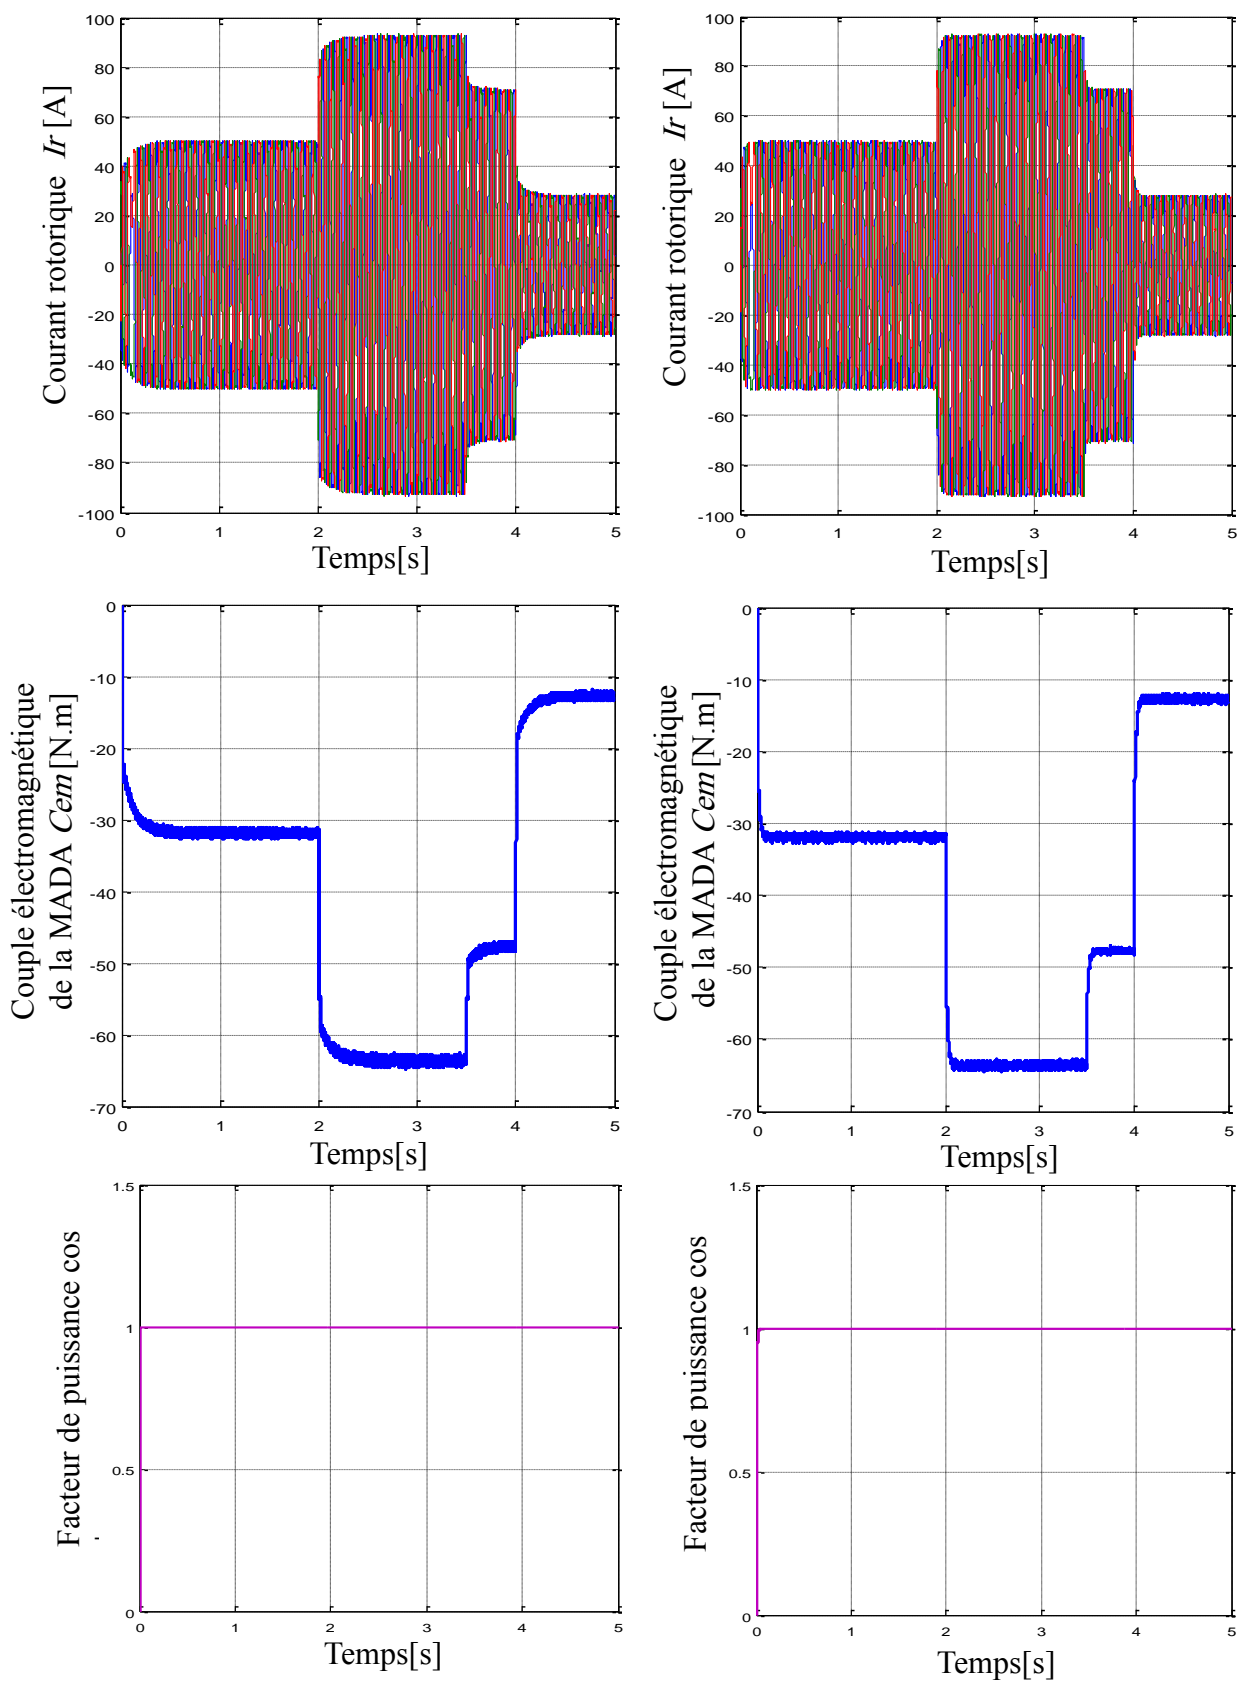 100
80
60
40
20
0
-20
-40
-60
-80
-100
0 1 2 3 4 5
Courant rotorique Ir [A]
Temps[s]
100
80
60
40
20
0
-20
-40
-60
-80
-100
0 1 2 3 4 5
Courant rotorique Ir [A]
Temps[s]
0
-10
-20
-30
-40
-50
-60
-70
0 1 2 3 4 5
Couple électromagnétique
de la MADA Cem [N.m]
Temps[s]
0
-10
-20
-30
-40
-50
-60
-70
0 1 2 3 4 5
Couple électromagnétique
de la MADA Cem [N.m]
Temps[s]
1.5
1
0.5
0
0 1 2 3 4 5
Facteur de puissance cos
Temps[s]
1.5
1
0.5
0
0 1 2 3 4 5
Facteur de puissance cos
Temps[s]